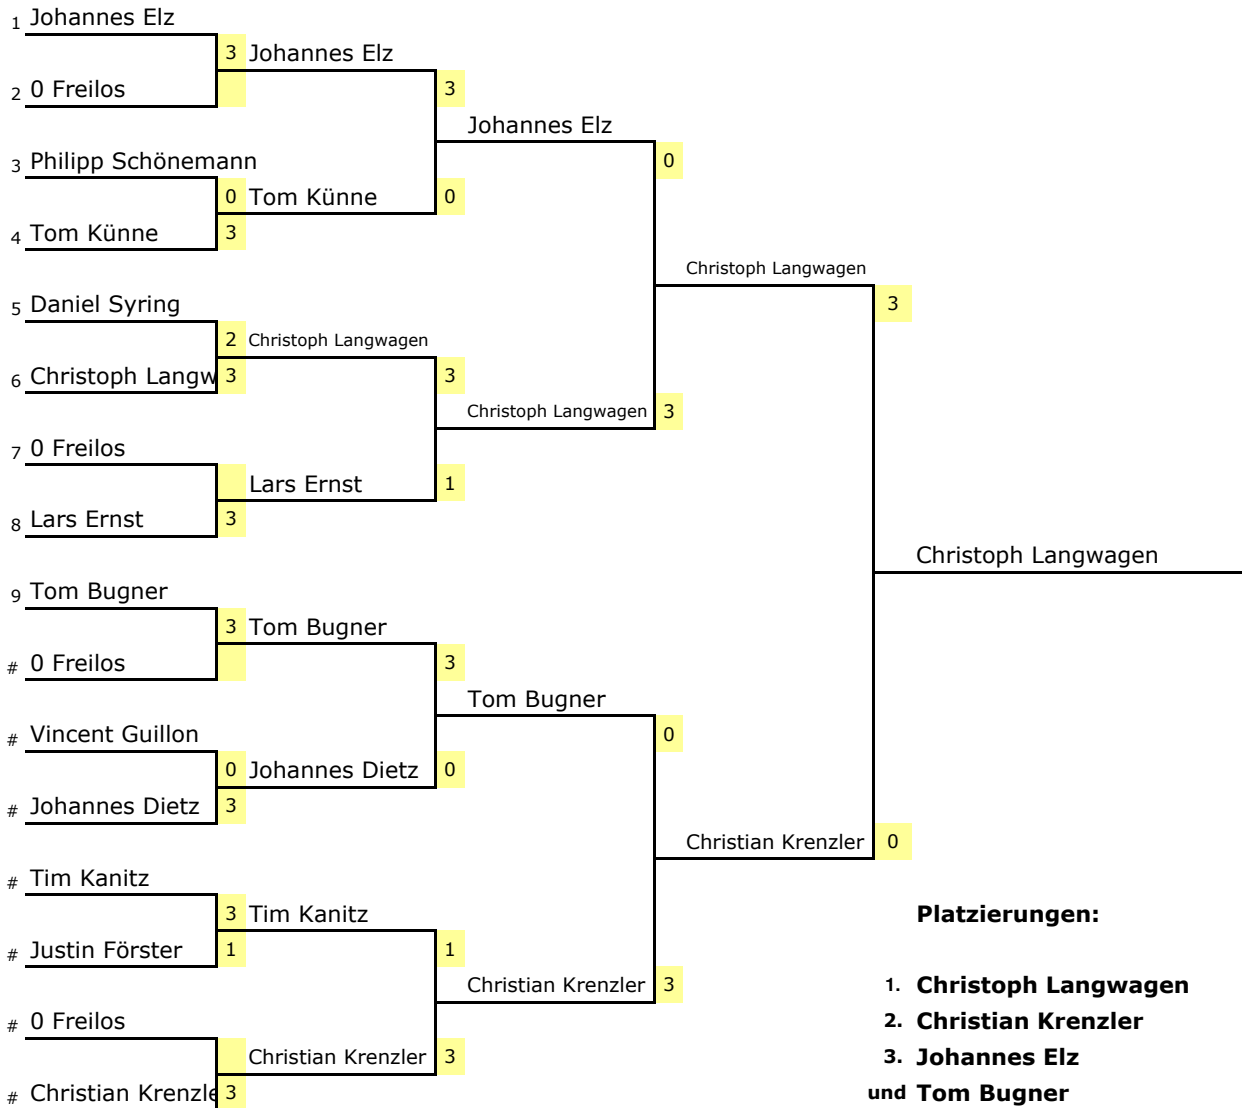 1 Johannes Elz
3 Johannes Elz
2 0 Freilos
3
Johannes Elz
3 Philipp Schönemann
0
0 Tom Künne
0
4 Tom Künne
3
Christoph Langwagen
5 Daniel Syring
3
2 Christoph Langwagen
6 Christoph Langw
3
3
Christoph Langwagen
3
7 0 Freilos
Lars Ernst
1
8 Lars Ernst
3
Christoph Langwagen
9 Tom Bugner
3 Tom Bugner
# 0 Freilos
3
Tom Bugner
# Vincent Guillon
0
0 Johannes Dietz
0
# Johannes Dietz
3
Christian Krenzler
0
# Tim Kanitz
3 Tim Kanitz
Platzierungen:
# Justin Förster
1
1
Christian Krenzler
3
1. Christoph Langwagen
# 0 Freilos
2. Christian Krenzler
Christian Krenzler
3
3. Johannes Elz
# Christian Krenzle
3
und Tom Bugner